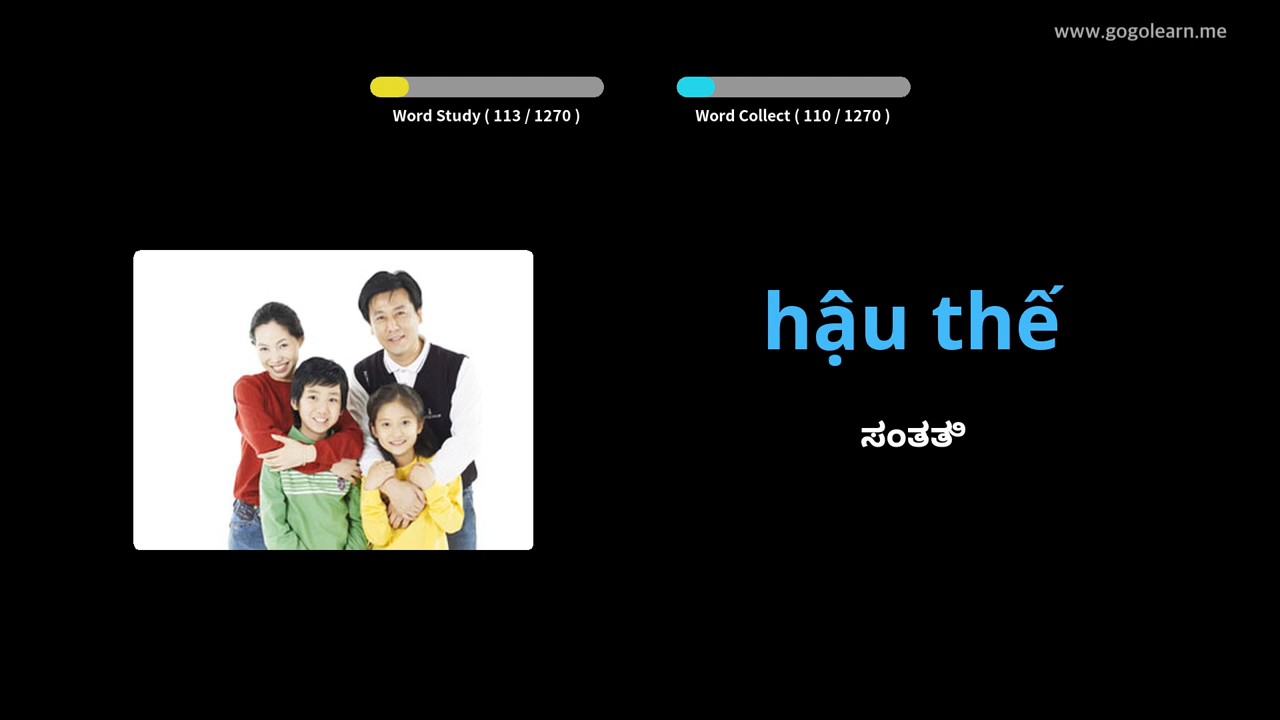 www.gogolearn.me
Word Study ( 113 / 1270 )
Word Collect ( 110 / 1270 )
hậu thế
ಸಂತತಿ